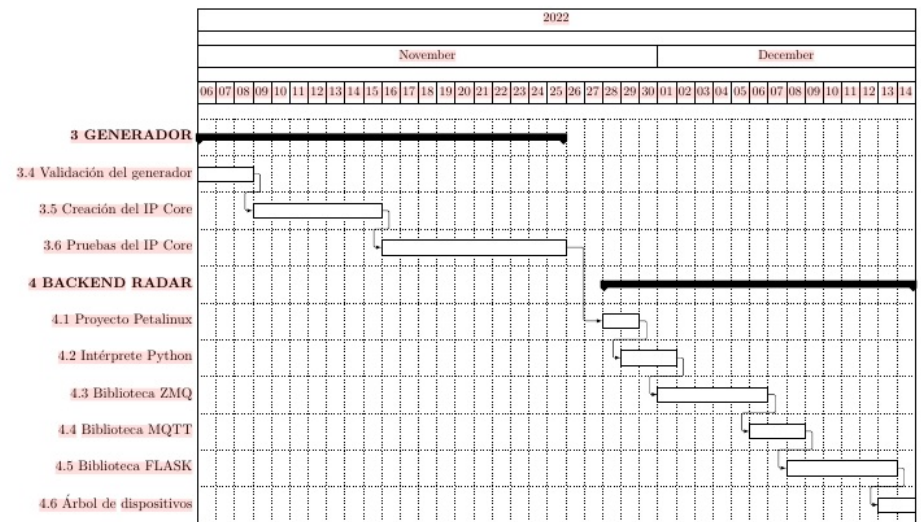 2022
November December
06 07 08 09 10 11 12 13 14 15 16 17 18 19 20 21 22 23 24 25 26 27 28 29 30 01 02 03 04 05 06 07 08 09 10 11 12 13 14
3 GENERADOR
3.4 Validación del generador
3.5 Creación del IP Core
3.6 Pruebas del IP Core
4 BACKEND RADAR
4.1 Proyecto Petalinux
4.2 Intérprete Python
4.3 Biblioteca ZMQ
4.4 Biblioteca MQTT
4.5 Biblioteca FLASK
4.6 Árbol de dispositivos